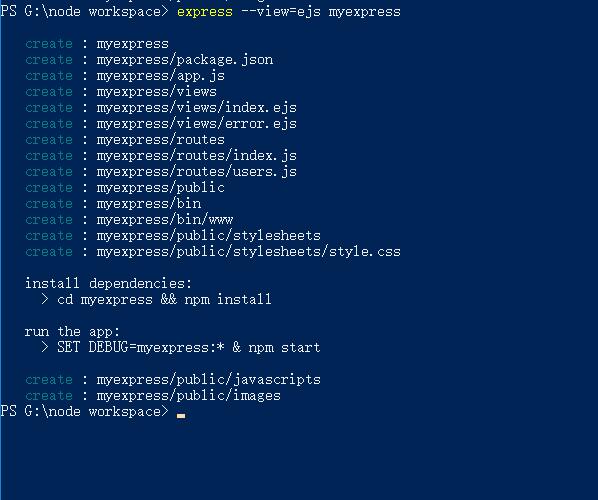 PS G:\node workspace> express --view=ejs myexpress
create : myexpress
create : myexpress/package.json
create : myexpress/app.js
create : myexpress/views
create : myexpress/views/index.ejs
create : myexpress/views/error.ejs
create : myexpress/routes
create : myexpress/routes/index.js
create : myexpress/routes/users.js
create : myexpress/public
create : myexpress/bin
create : myexpress/bin/www
create : myexpress/public/stylesheets
create : myexpress/public/stylesheets/style.css
install dependencies:
> cd myexpress && npm install
run the app:
> SET DEBUG=myexpress:* & npm start
create : myexpress/public/javascripts
create : myexpress/public/images
PS G:\node workspace>